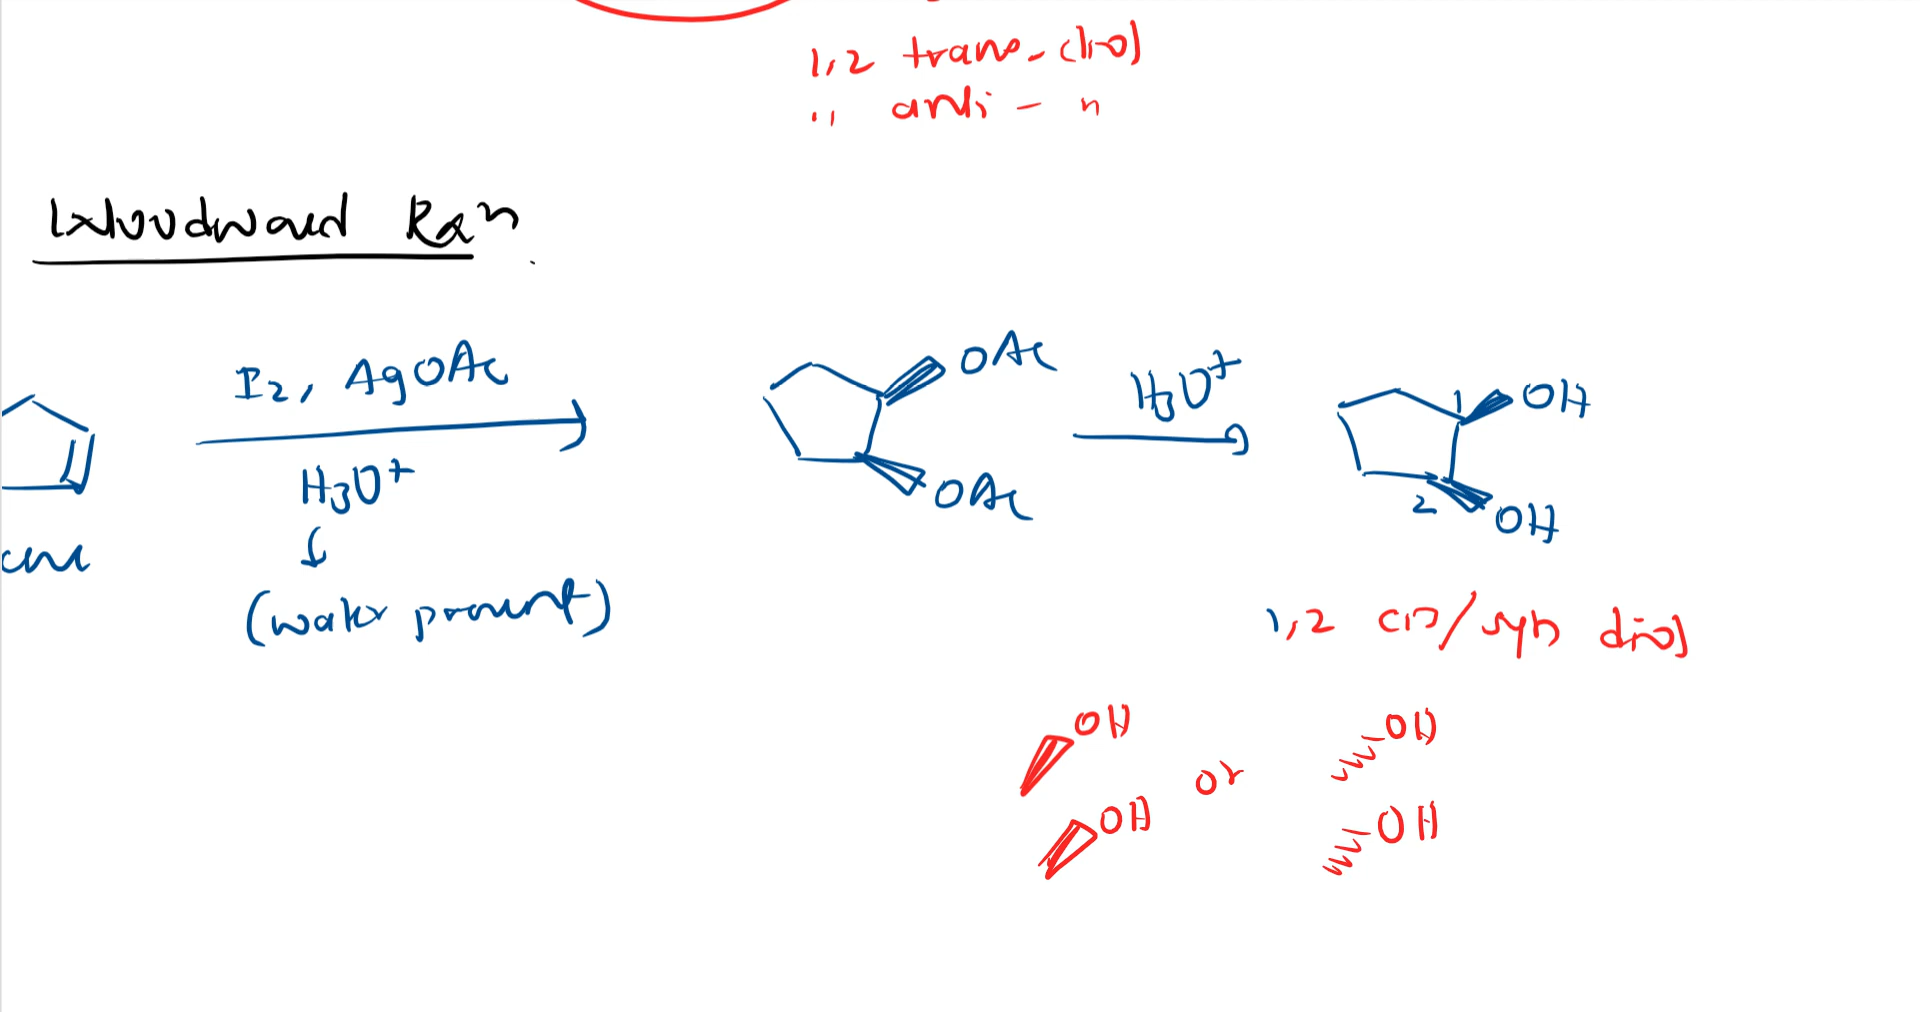 1,2 trans-diol
,, anti - n
Woodward Rxn.
I2, AgOAc
H3O+
(water present)
ene
OAc
OAc
H3O+
1 OH
2 OH
1,2 cis/syn diol
OH
OH
or
OH
OH